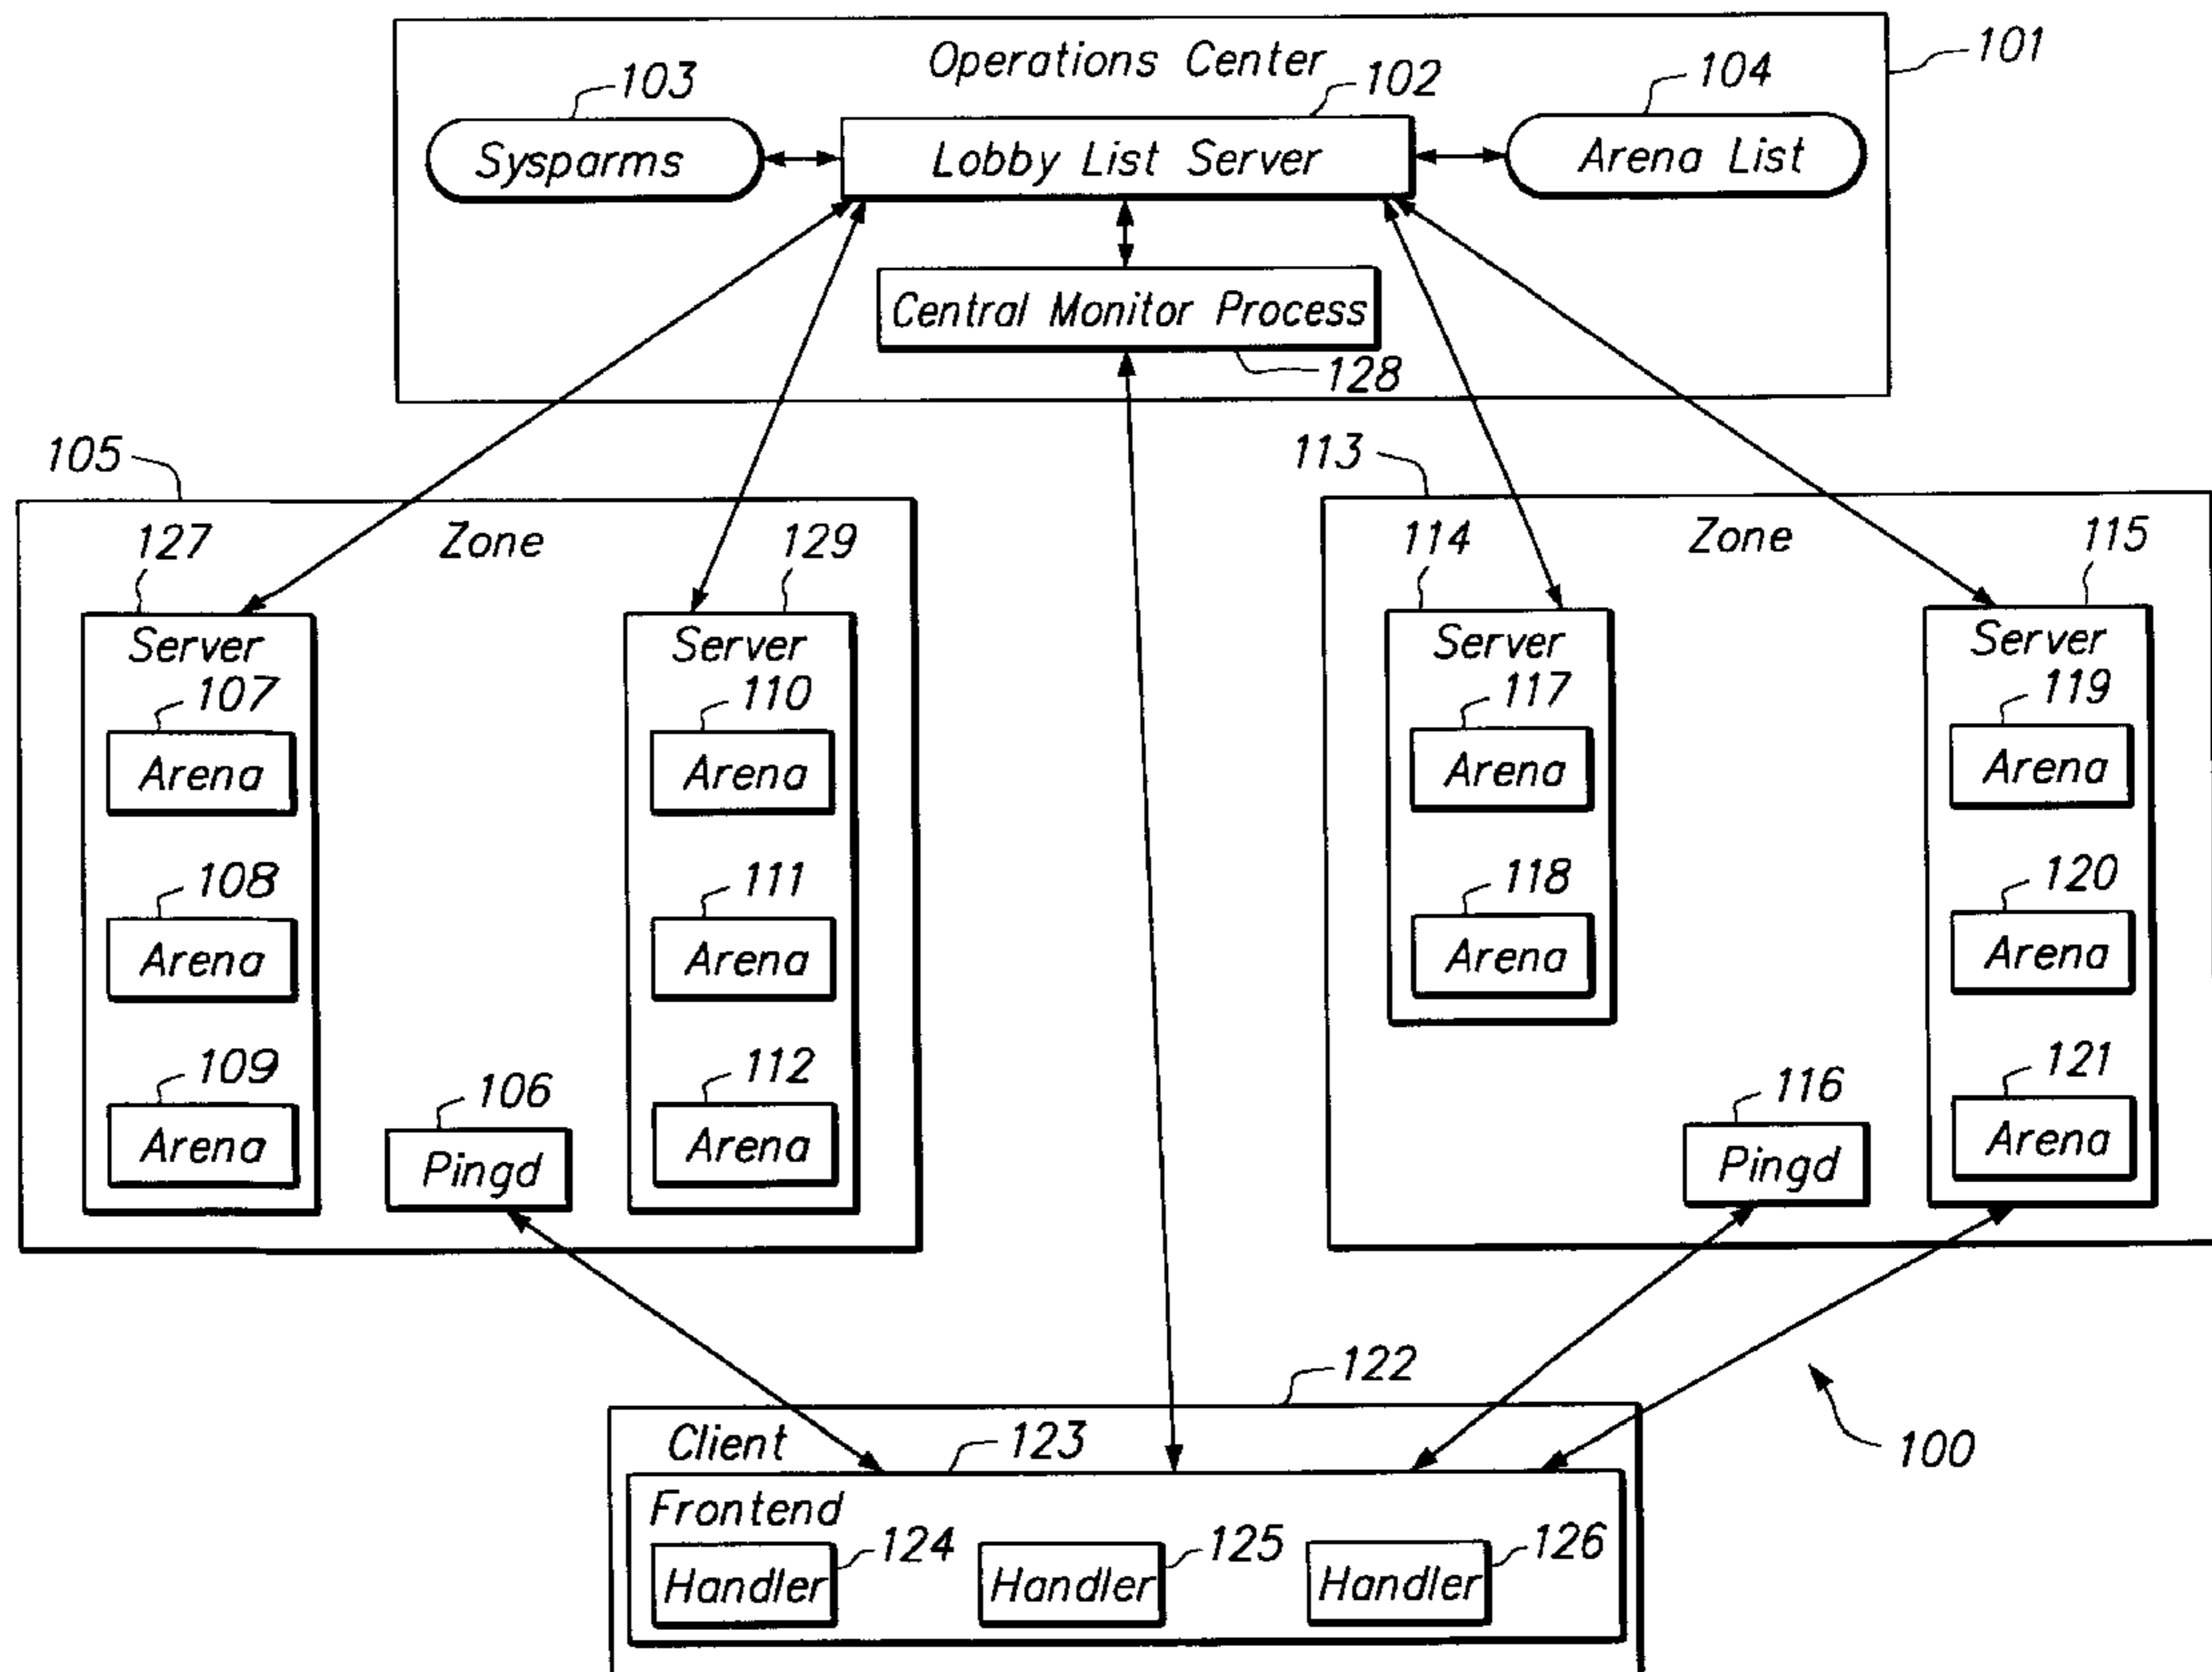 Operations Center
101
103
102
104
Sysparms
Lobby List Server
Arena List
Central Monitor Process
128
105
113
127
Zone
129
114
Zone
115
Server
Server
Server
Server
107
110
117
119
Arena
Arena
Arena
Arena
108
111
118
120
Arena
Arena
Arena
Arena
109
106
112
116
121
Arena
Pingd
Arena
Pingd
Arena
122
Client
123
100
Frontend
124
125
126
Handler
Handler
Handler